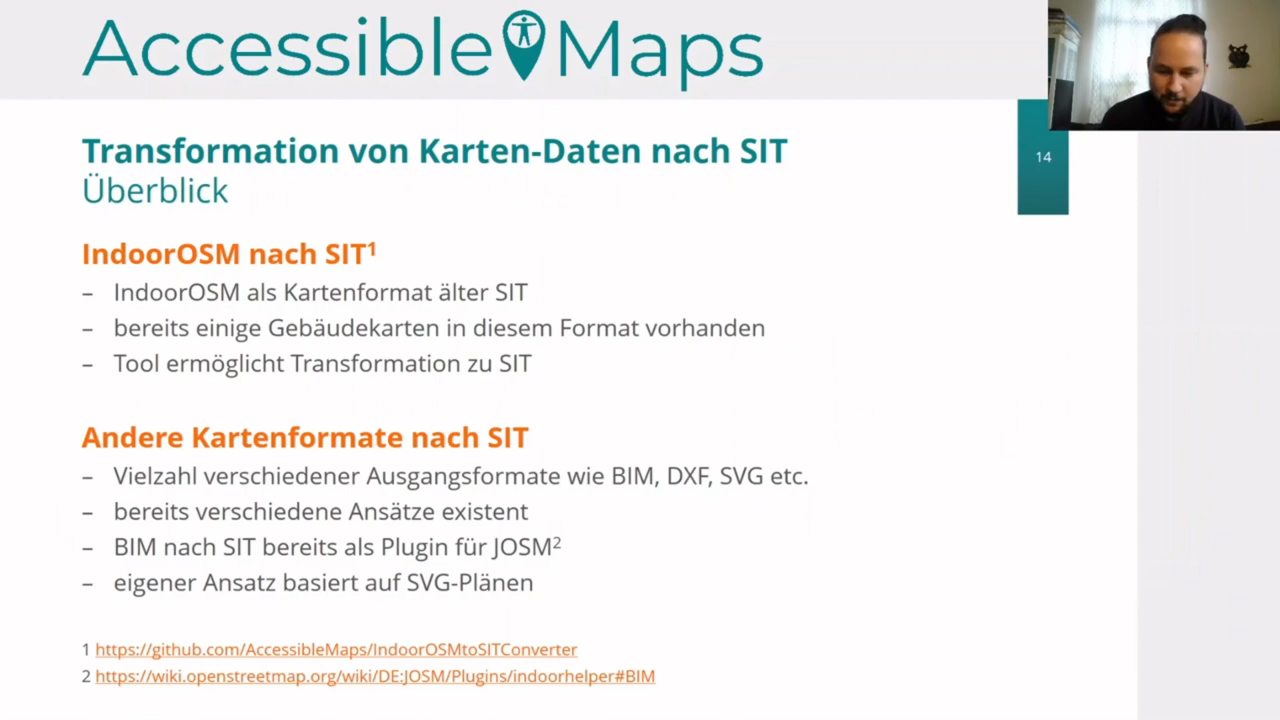 Accessible Maps
Transformation von Karten-Daten nach SIT
14
Überblick
IndoorOSM nach SIT¹
– IndoorOSM als Kartenformat älter SIT
– bereits einige Gebäudekarten in diesem Format vorhanden
– Tool ermöglicht Transformation zu SIT
Andere Kartenformate nach SIT
– Vielzahl verschiedener Ausgangsformate wie BIM, DXF, SVG etc.
– bereits verschiedene Ansätze existent
– BIM nach SIT bereits als Plugin für JOSM²
– eigener Ansatz basiert auf SVG-Plänen
1 https://github.com/AccessibleMaps/IndoorOSMtoSITConverter
2 https://wiki.openstreetmap.org/wiki/DE:JOSM/Plugins/indoorhelper#BIM